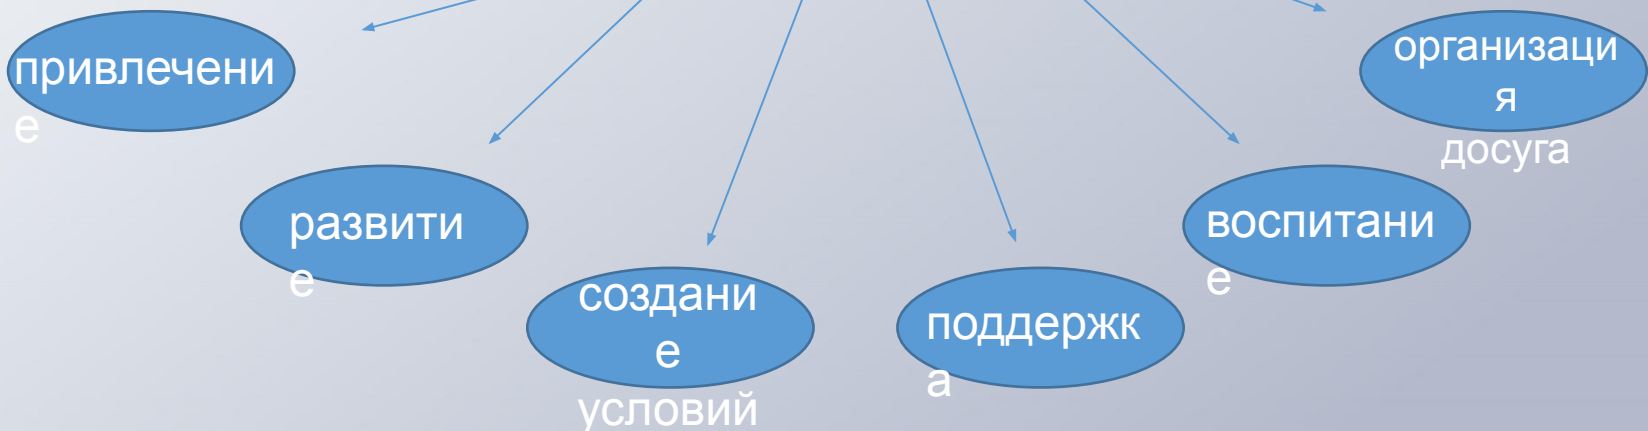 привлечени
е
развити
е
создани
е
условий
поддержк
а
воспитани
е
организаци
я
досуга